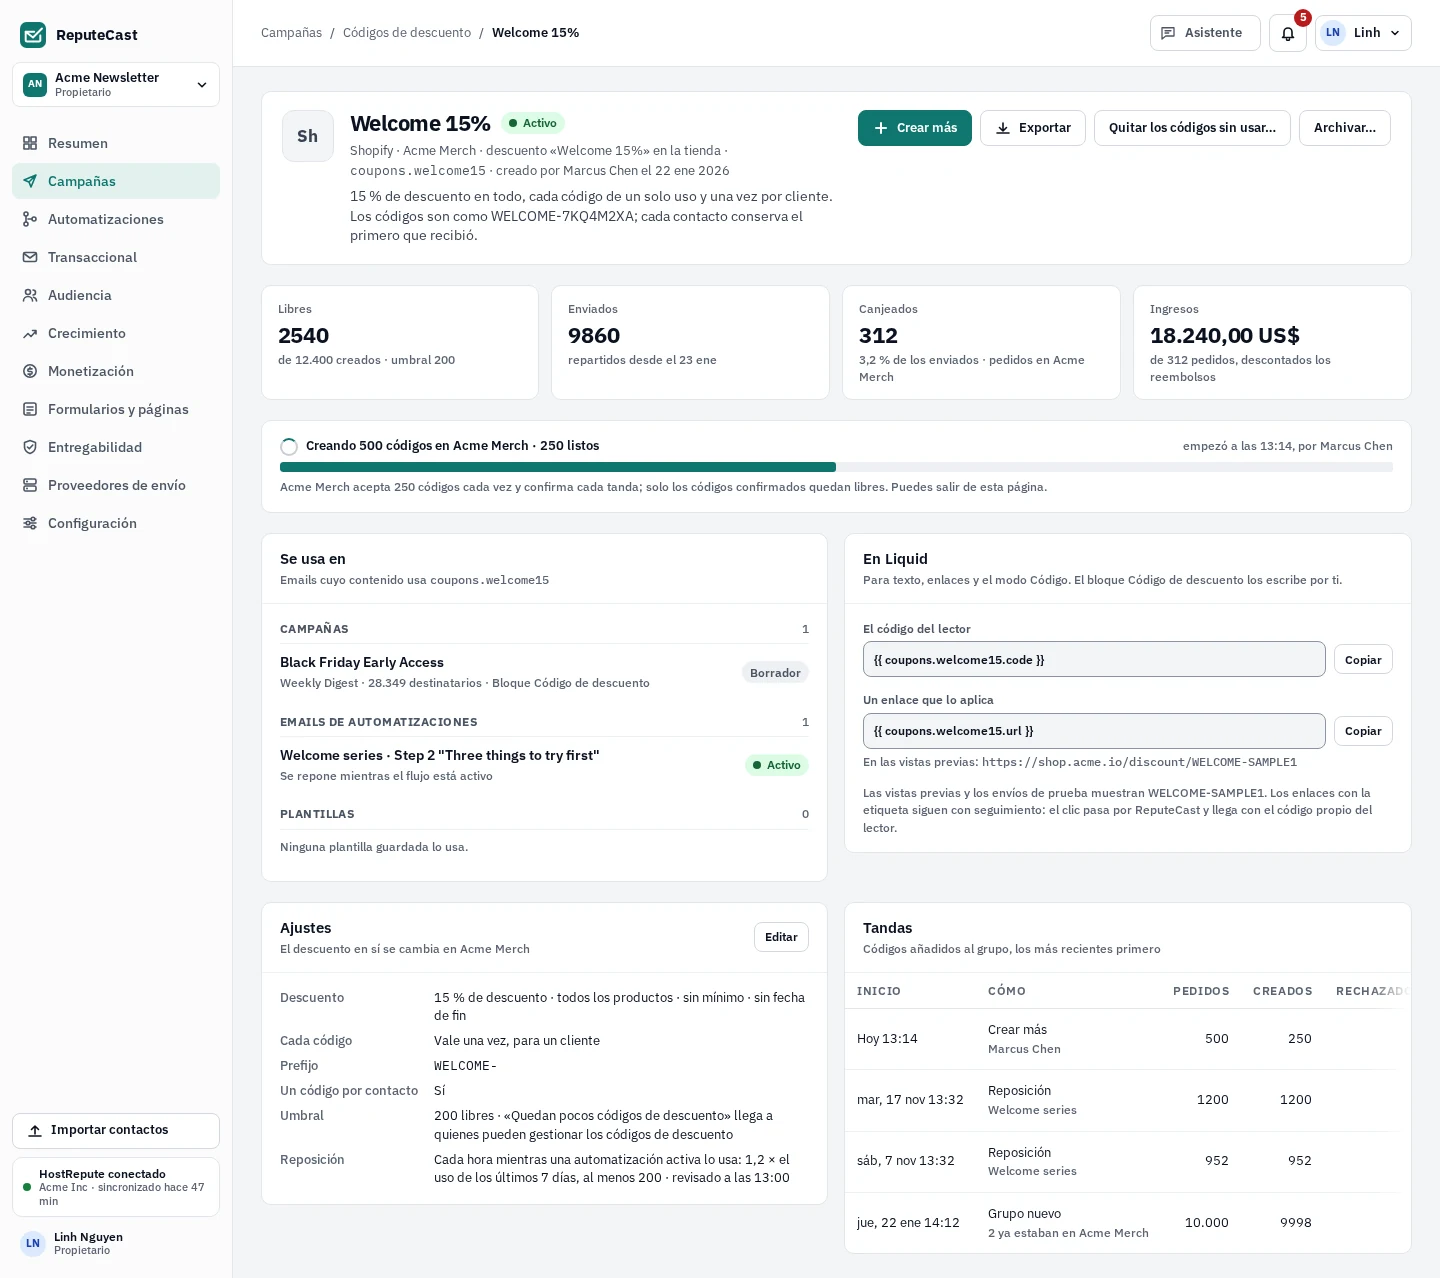 ReputeCast
AN
Acme Newsletter
Propietario
Resumen
Campañas
Automatizaciones
Transaccional
Audiencia
Crecimiento
Monetización
Formularios y páginas
Entregabilidad
Proveedores de envío
Configuración
Importar contactos
HostRepute conectado
Acme Inc · sincronizado hace 47
min
LN
Linh Nguyen
Propietario
Campañas / Códigos de descuento / Welcome 15%
Asistente
5
LN
Linh
Sh
Welcome 15%
Activo
Shopify · Acme Merch · descuento «Welcome 15%» en la tienda ·
coupons.welcome15 · creado por Marcus Chen el 22 ene 2026
15 % de descuento en todo, cada código de un solo uso y una vez por cliente.
Los códigos son como WELCOME-7KQ4M2XA; cada contacto conserva el
primero que recibió.
Crear más
Exportar
Quitar los códigos sin usar...
Archivar...
Libres
2540
de 12.400 creados · umbral 200
Enviados
9860
repartidos desde el 23 ene
Canjeados
312
3,2 % de los enviados · pedidos en Acme
Merch
Ingresos
18.240,00 US$
de 312 pedidos, descontados los
reembolsos
Creando 500 códigos en Acme Merch · 250 listos
empezó a las 13:14, por Marcus Chen
Acme Merch acepta 250 códigos cada vez y confirma cada tanda; solo los códigos confirmados quedan libres. Puedes salir de esta página.
Se usa en
Emails cuyo contenido usa coupons.welcome15
CAMPAÑAS 1
Black Friday Early Access
Weekly Digest · 28.349 destinatarios · Bloque Código de descuento
Borrador
EMAILS DE AUTOMATIZACIONES 1
Welcome series · Step 2 "Three things to try first"
Se repone mientras el flujo está activo
Activo
PLANTILLAS 0
Ninguna plantilla guardada lo usa.
En Liquid
Para texto, enlaces y el modo Código. El bloque Código de descuento los escribe por ti.
El código del lector
{{ coupons.welcome15.code }}
Copiar
Un enlace que lo aplica
{{ coupons.welcome15.url }}
Copiar
En las vistas previas: https://shop.acme.io/discount/WELCOME-SAMPLE1
Las vistas previas y los envíos de prueba muestran WELCOME-SAMPLE1. Los enlaces con la
etiqueta siguen con seguimiento: el clic pasa por ReputeCast y llega con el código propio del
lector.
Ajustes
El descuento en sí se cambia en Acme Merch
Editar
Descuento 15 % de descuento · todos los productos · sin mínimo · sin fecha
de fin
Cada código Vale una vez, para un cliente
Prefijo WELCOME-
Un código por contacto Sí
Umbral 200 libres · «Quedan pocos códigos de descuento» llega a
quienes pueden gestionar los códigos de descuento
Reposición Cada hora mientras una automatización activa lo usa: 1,2 × el
uso de los últimos 7 días, al menos 200 · revisado a las 13:00
Tandas
Códigos añadidos al grupo, los más recientes primero
INICIO CÓMO PEDIDOS CREADOS RECHAZADO
Hoy 13:14 Crear más 500 250
Marcus Chen
mar, 17 nov 13:32 Reposición 1200 1200
Welcome series
sáb, 7 nov 13:32 Reposición 952 952
Welcome series
jue, 22 ene 14:12 Grupo nuevo 10.000 9998
2 ya estaban en Acme Merch